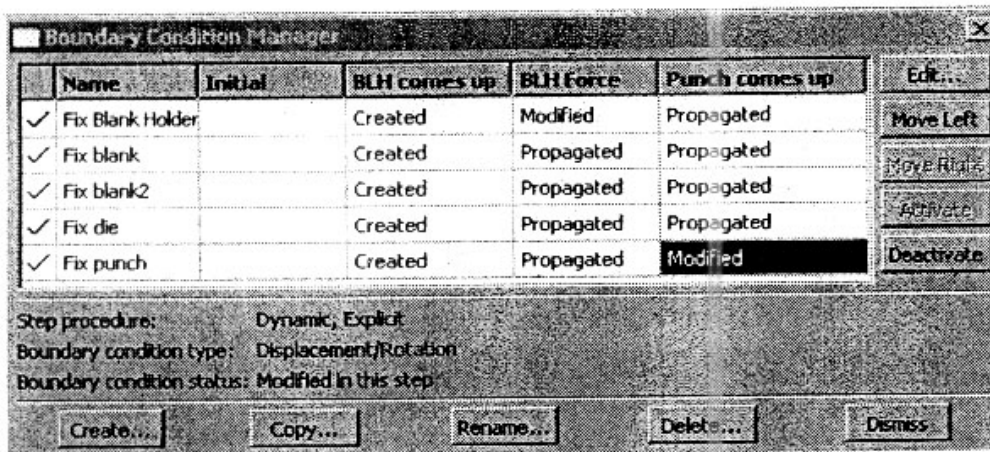 Boundary Condition Manager
Name Initial BLH comes up BLH Force Punch comes up Edit...
Fix Blank Holder Created Modified Propagated Move Left
Fix blank Created Propagated Propagated Move Right
Fix blank2 Created Propagated Propagated Activate
Fix die Created Propagated Propagated
Fix punch Created Propagated Modified Deactivate
Step procedure: Dynamic, Explicit
Boundary condition type: Displacement/Rotation
Boundary condition status: Modified in this step
Create... Copy... Rename... Delete... Dismiss